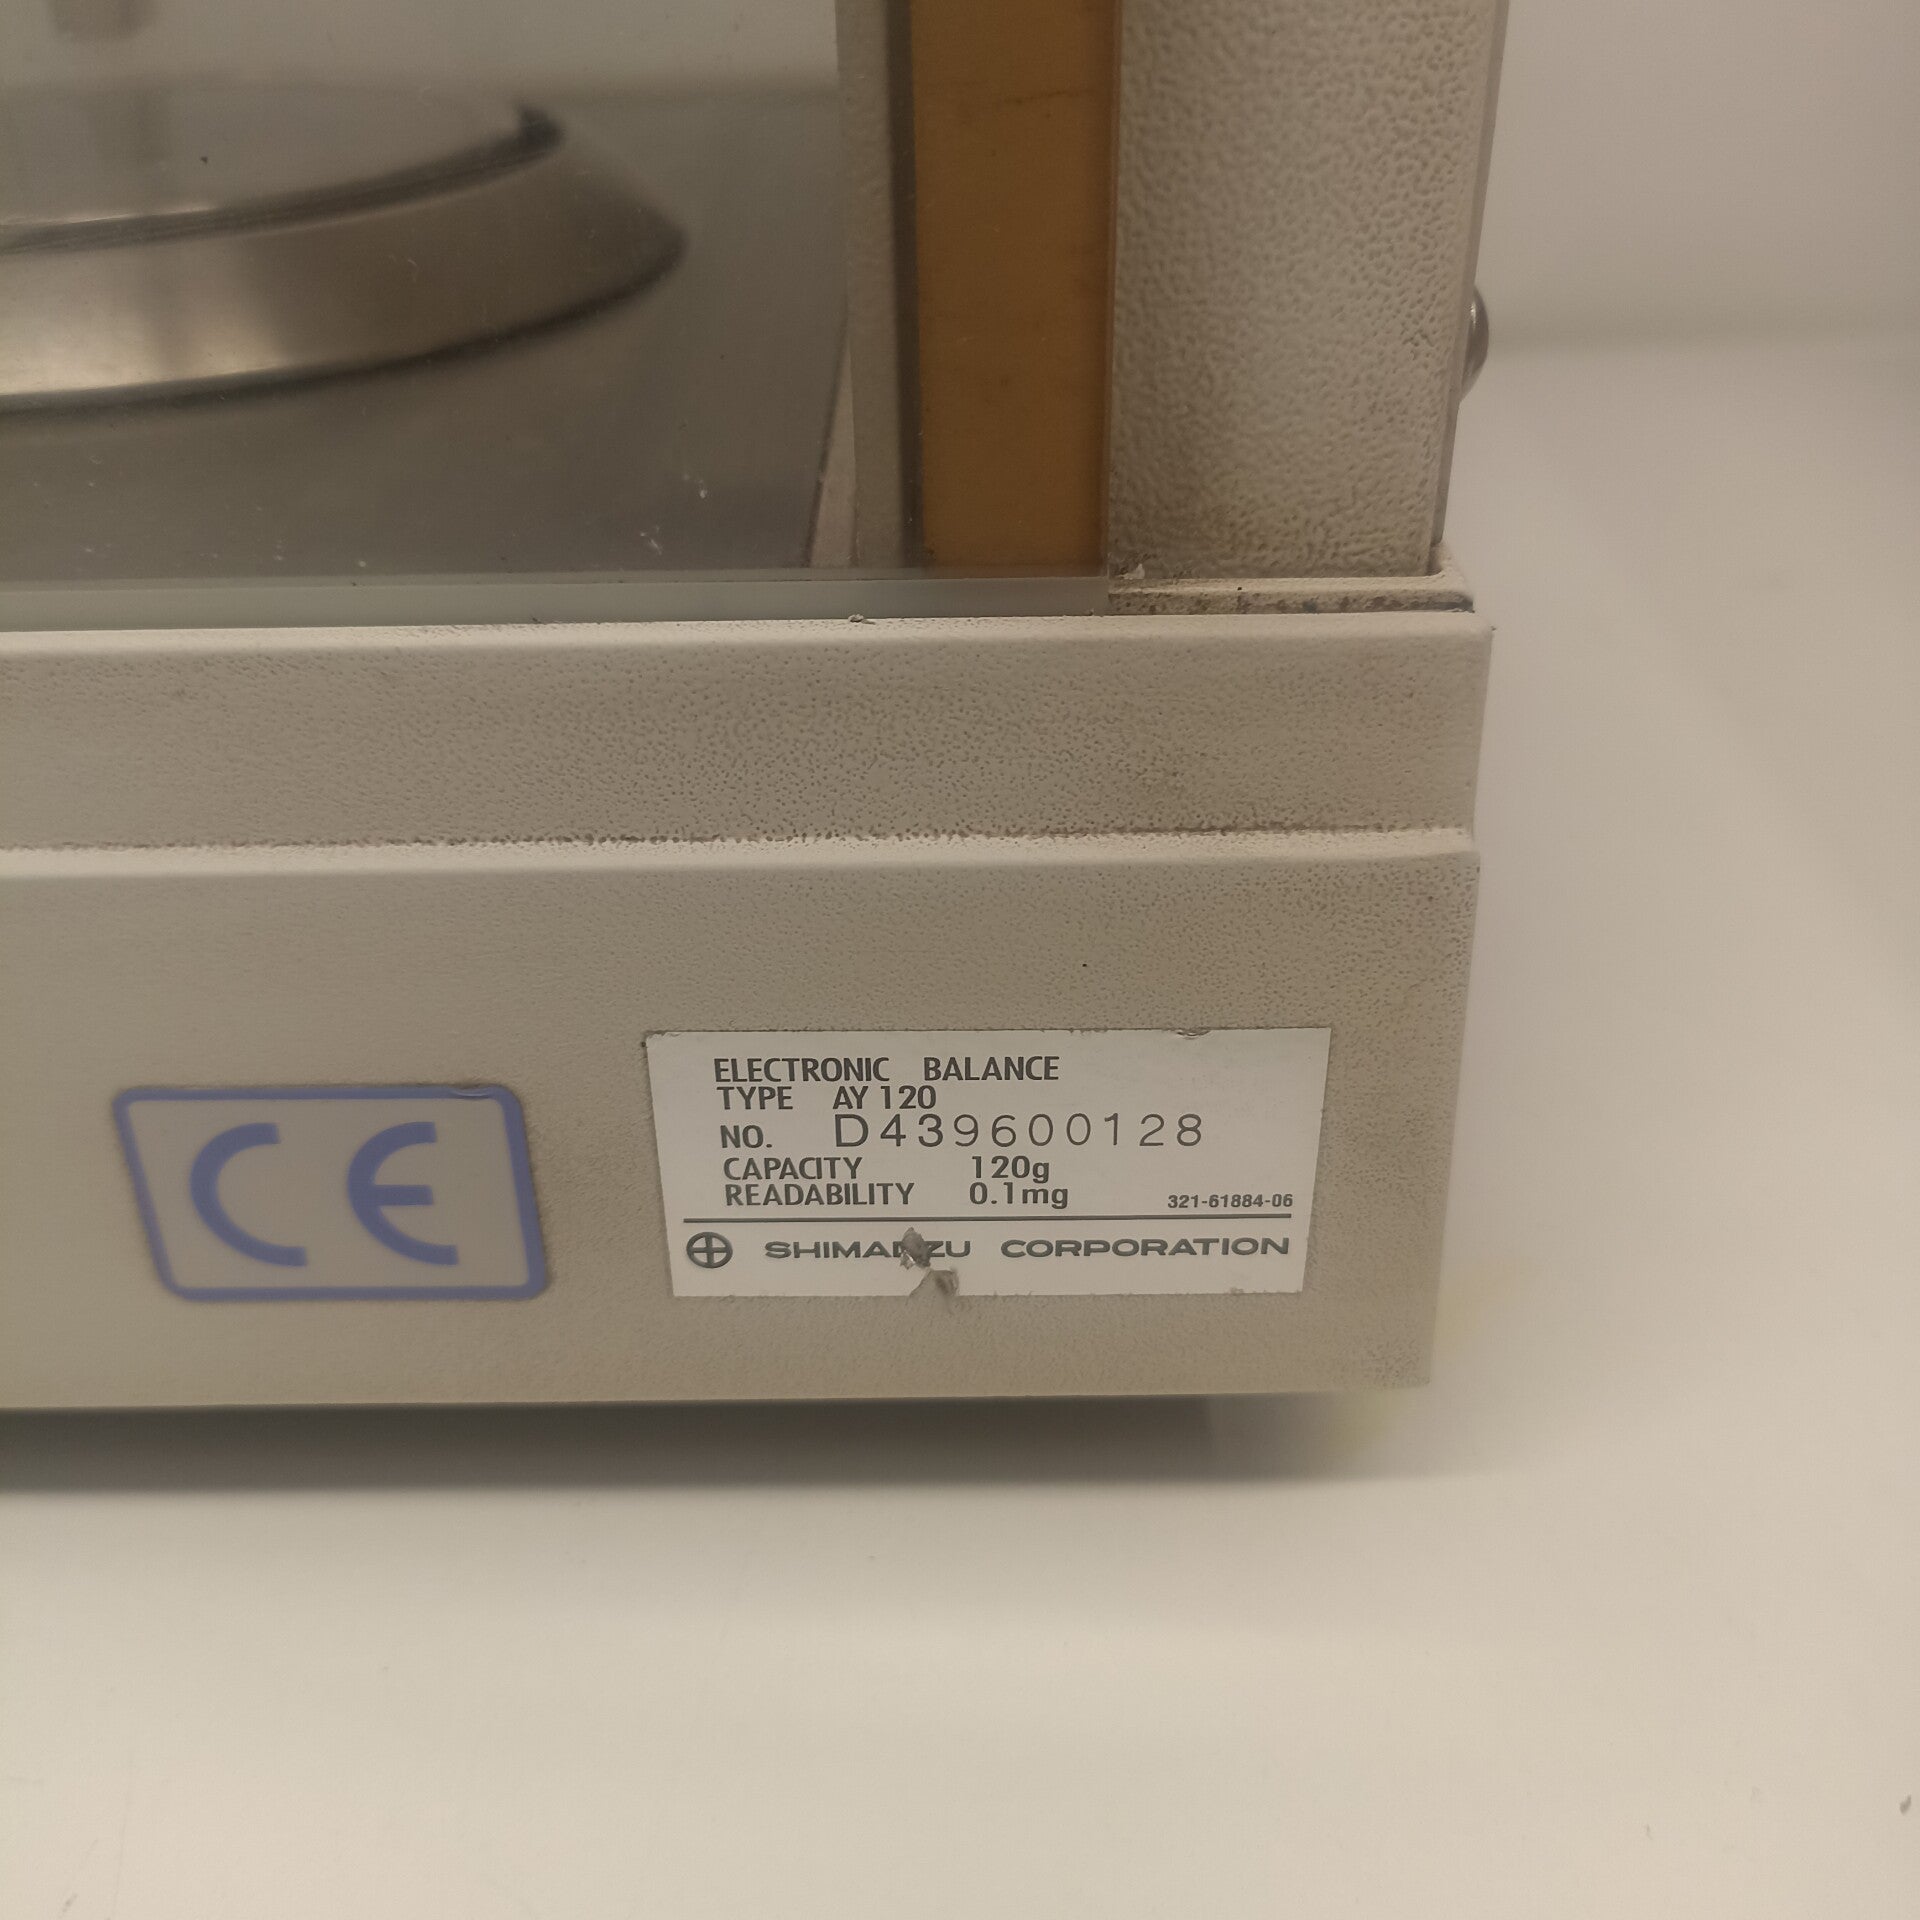 CE
ELECTRONIC BALANCE
TYPE AY 120
NO. D439600128
CAPACITY 120g
READABILITY 0.1mg
321-61884-06
SHIMADZU CORPORATION